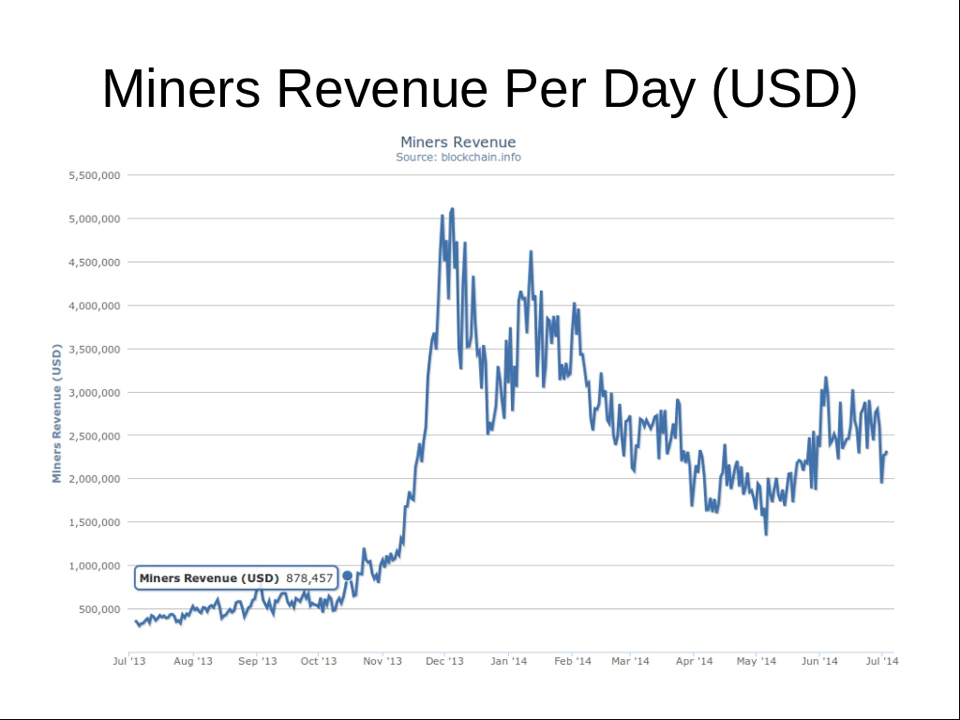 Miners Revenue Per Day (USD)
Miners Revenue
Source: blockchain.info
5,500,000
5,000,000
4,500,000
4,000,000
3,500,000
3,000,000
2,500,000
2,000,000
1,500,000
1,000,000
500,000
Miners Revenue (USD)
Miners Revenue (USD) 878,457
Jul '13 Aug '13 Sep '13 Oct '13 Nov '13 Dec '13 Jan '14 Feb '14 Mar '14 Apr '14 May '14 Jun '14 Jul '14